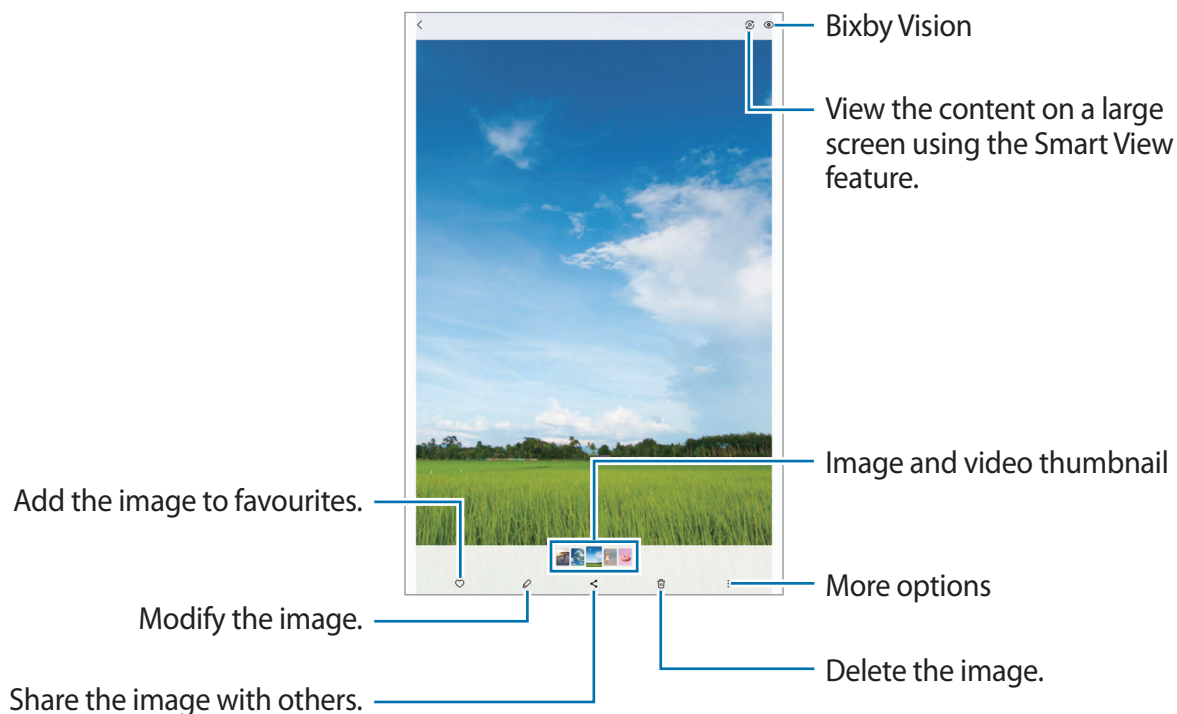 Bixby Vision
View the content on a large
screen using the Smart View
feature.
Image and video thumbnail
Add the image to favourites.
More options
Modify the image.
Delete the image.
Share the image with others.